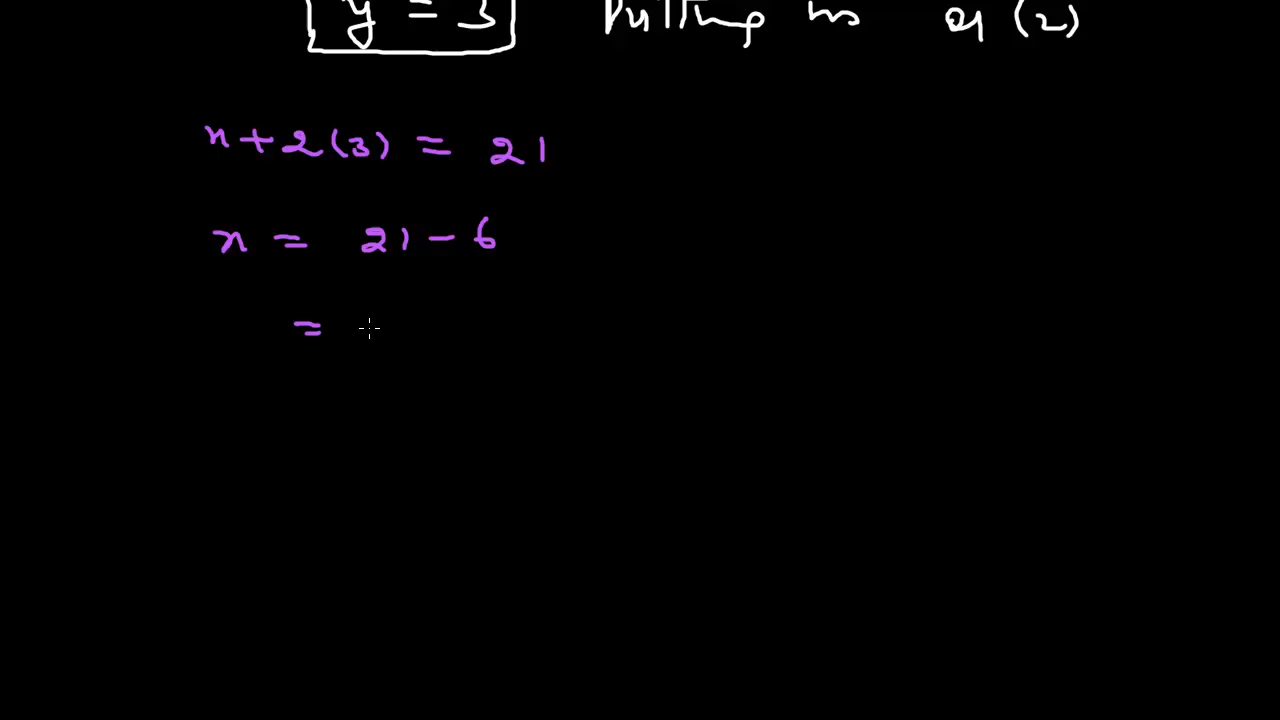 y = 3 Putting in eq (2)
x + 2(3) = 21
x = 21 - 6
=